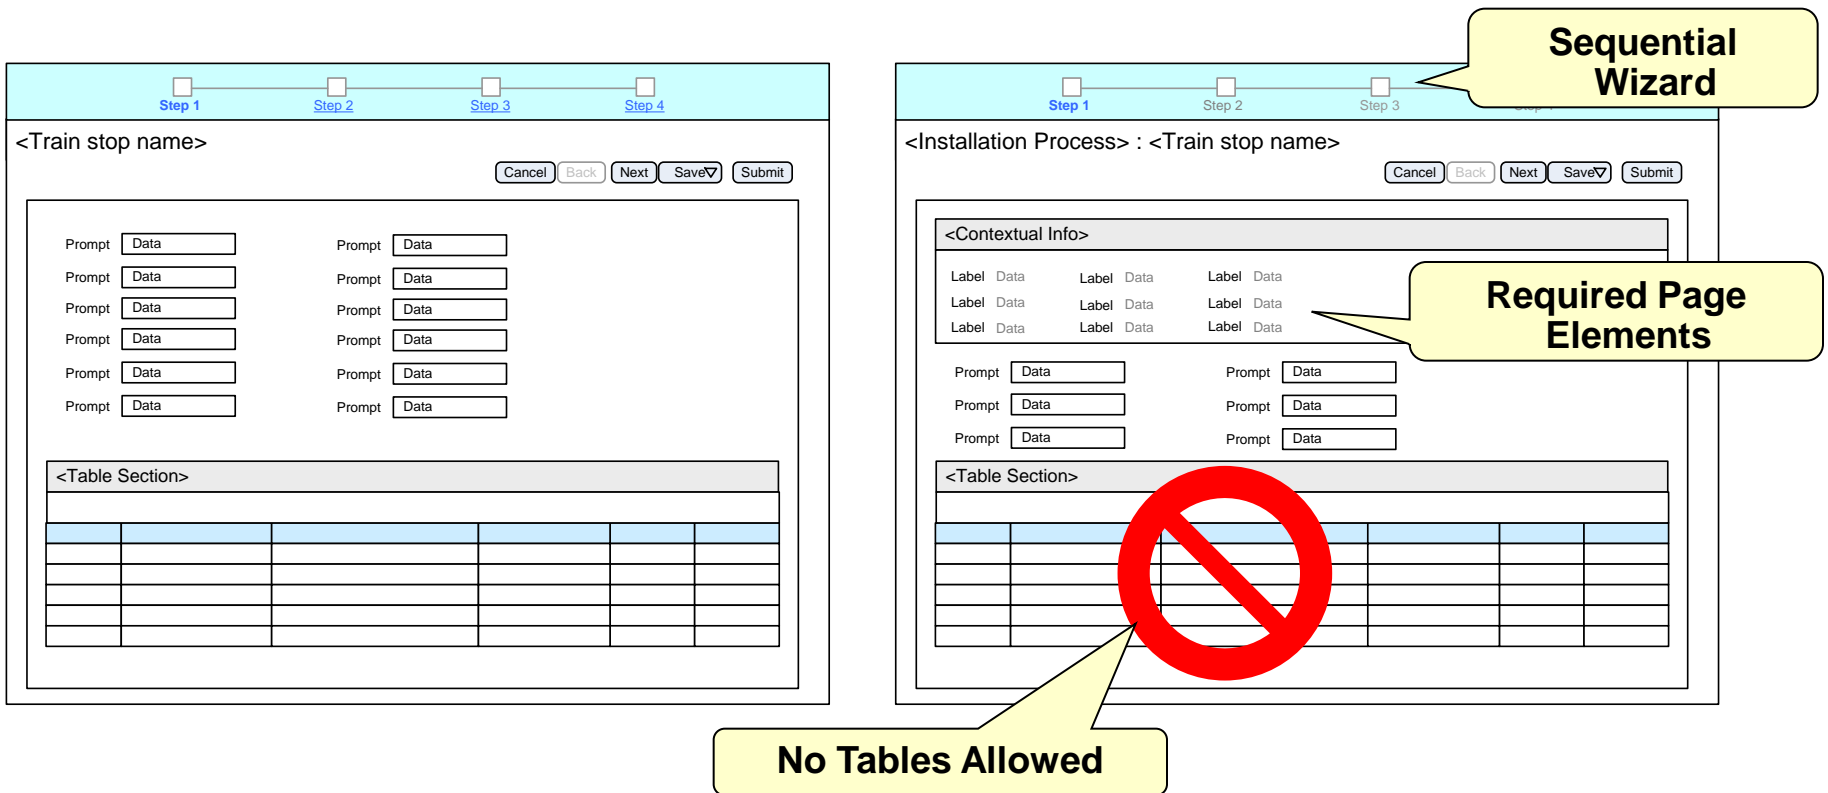 Sequential
Wizard
Step 1 Step 2 Step 3 Step 4
<Train stop name>
Cancel Back Next Save Submit
Prompt Data Prompt Data
Prompt Data Prompt Data
Prompt Data Prompt Data
Prompt Data Prompt Data
Prompt Data Prompt Data
Prompt Data Prompt Data
<Table Section>
Step 1 Step 2 Step 3
<Installation Process> : <Train stop name>
Cancel Back Next Save Submit
<Contextual Info>
Label Data Label Data Label Data
Label Data Label Data Label Data
Label Data Label Data Label Data
Required Page
Elements
Prompt Data Prompt Data
Prompt Data Prompt Data
Prompt Data Prompt Data
<Table Section>
No Tables Allowed